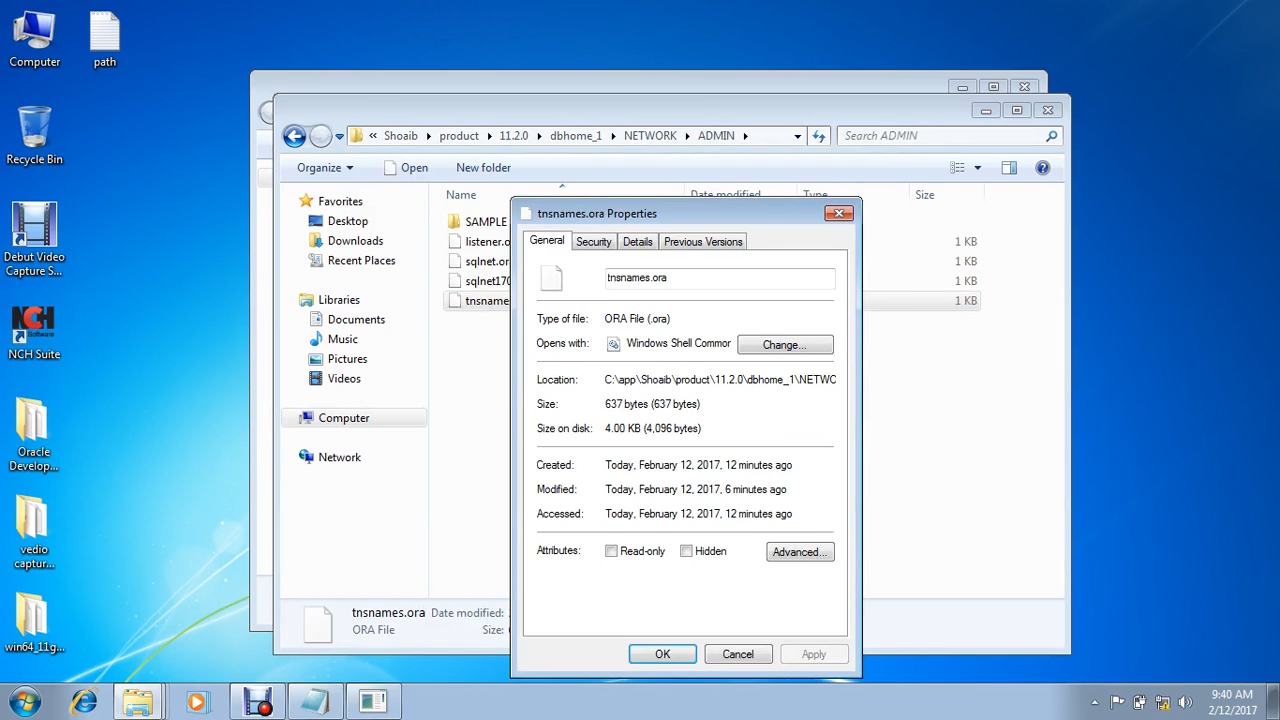 Computer
path
Recycle Bin
Debut Video
Capture S...
NCH
Software
NCH Suite
Oracle
Develop...
vedio
captur...
win64_11g...
« Shoaib product 11.2.0 dbhome_1 NETWORK ADMIN
Search ADMIN
Organize Open New folder
Favorites
Desktop
Downloads
Recent Places
Libraries
Documents
Music
Pictures
Videos
Computer
Network
Name Date modified Type Size
SAMPLE
listener.o 1 KB
sqlnet.or 1 KB
sqlnet170 1 KB
tnsname 1 KB
tnsnames.ora Properties
General Security Details Previous Versions
tnsnames.ora
Type of file: ORA File (.ora)
Opens with: Windows Shell Commor Change...
Location: C:\app\Shoaib\product\11.2.0\dbhome_1\NETWO
Size: 637 bytes (637 bytes)
Size on disk: 4.00 KB (4,096 bytes)
Created: Today, February 12, 2017, 12 minutes ago
Modified: Today, February 12, 2017, 6 minutes ago
Accessed: Today, February 12, 2017, 12 minutes ago
Attributes: Read-only Hidden Advanced...
OK Cancel Apply
tnsnames.ora Date modified:
ORA File Size:
9:40 AM
2/12/2017